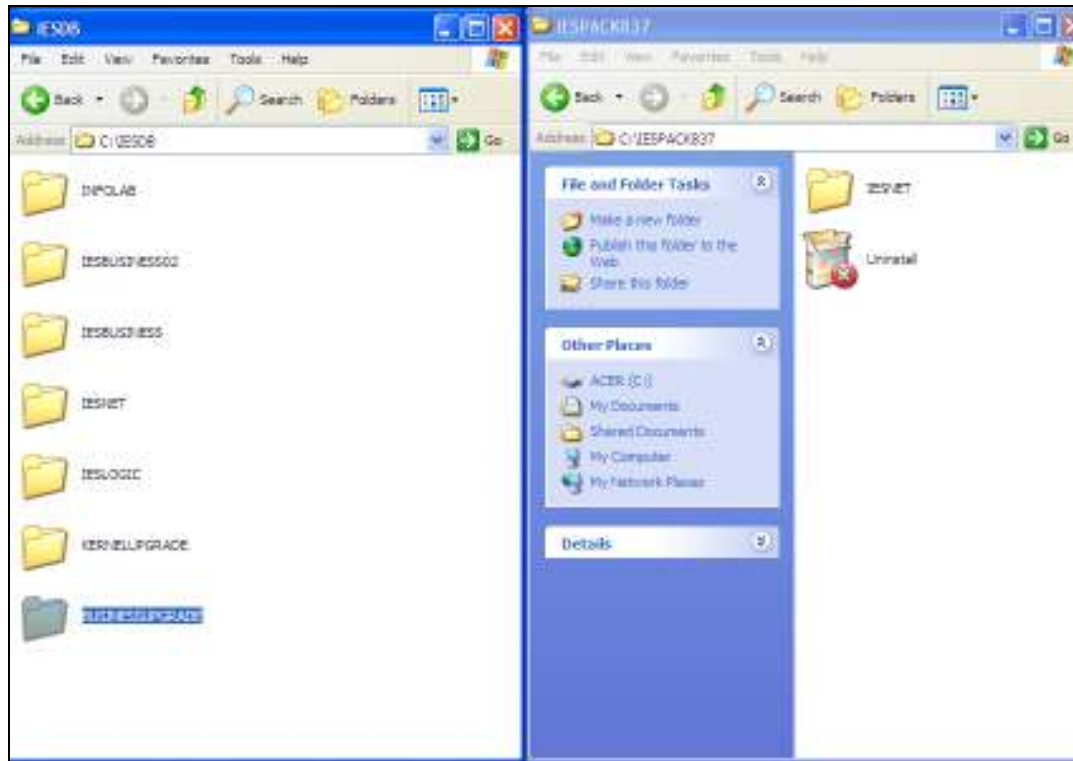 IESDB
File Edit View Favorites Tools Help
Back Search Folders
Address C:\IESDB Go
INFOLAB
IESBUSINESS02
IESBUSINESS
IESNET
IESLOGIC
KERNELUPGRADE
IESPACK837
File Edit View Favorites Tools Help
Back Search Folders
Address C:\IESPACK837 Go
File and Folder Tasks
Make a new folder
Publish this folder to the
Web
Share this folder
Other Places
ACER (C:)
My Documents
Shared Documents
My Computer
My Network Places
Details
IESNET
Uninstall